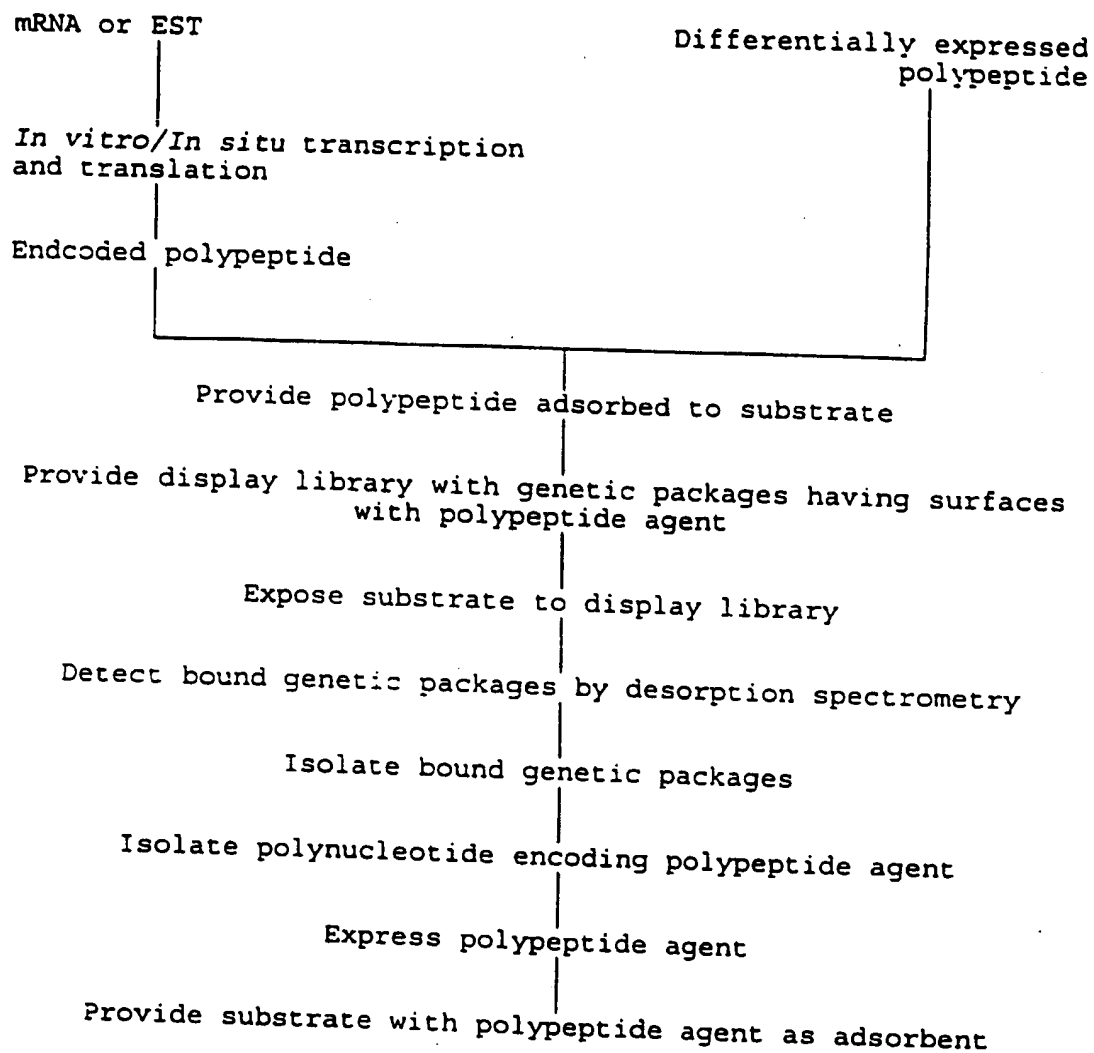 mRNA or EST
Differentially expressed
polypeptide
In vitro/In situ transcription
and translation
Endcoded polypeptide
Provide polypeptide adsorbed to substrate
Provide display library with genetic packages having surfaces
with polypeptide agent
Expose substrate to display library
Detect bound genetic packages by desorption spectrometry
Isolate bound genetic packages
Isolate polynucleotide encoding polypeptide agent
Express polypeptide agent
Provide substrate with polypeptide agent as adsorbent